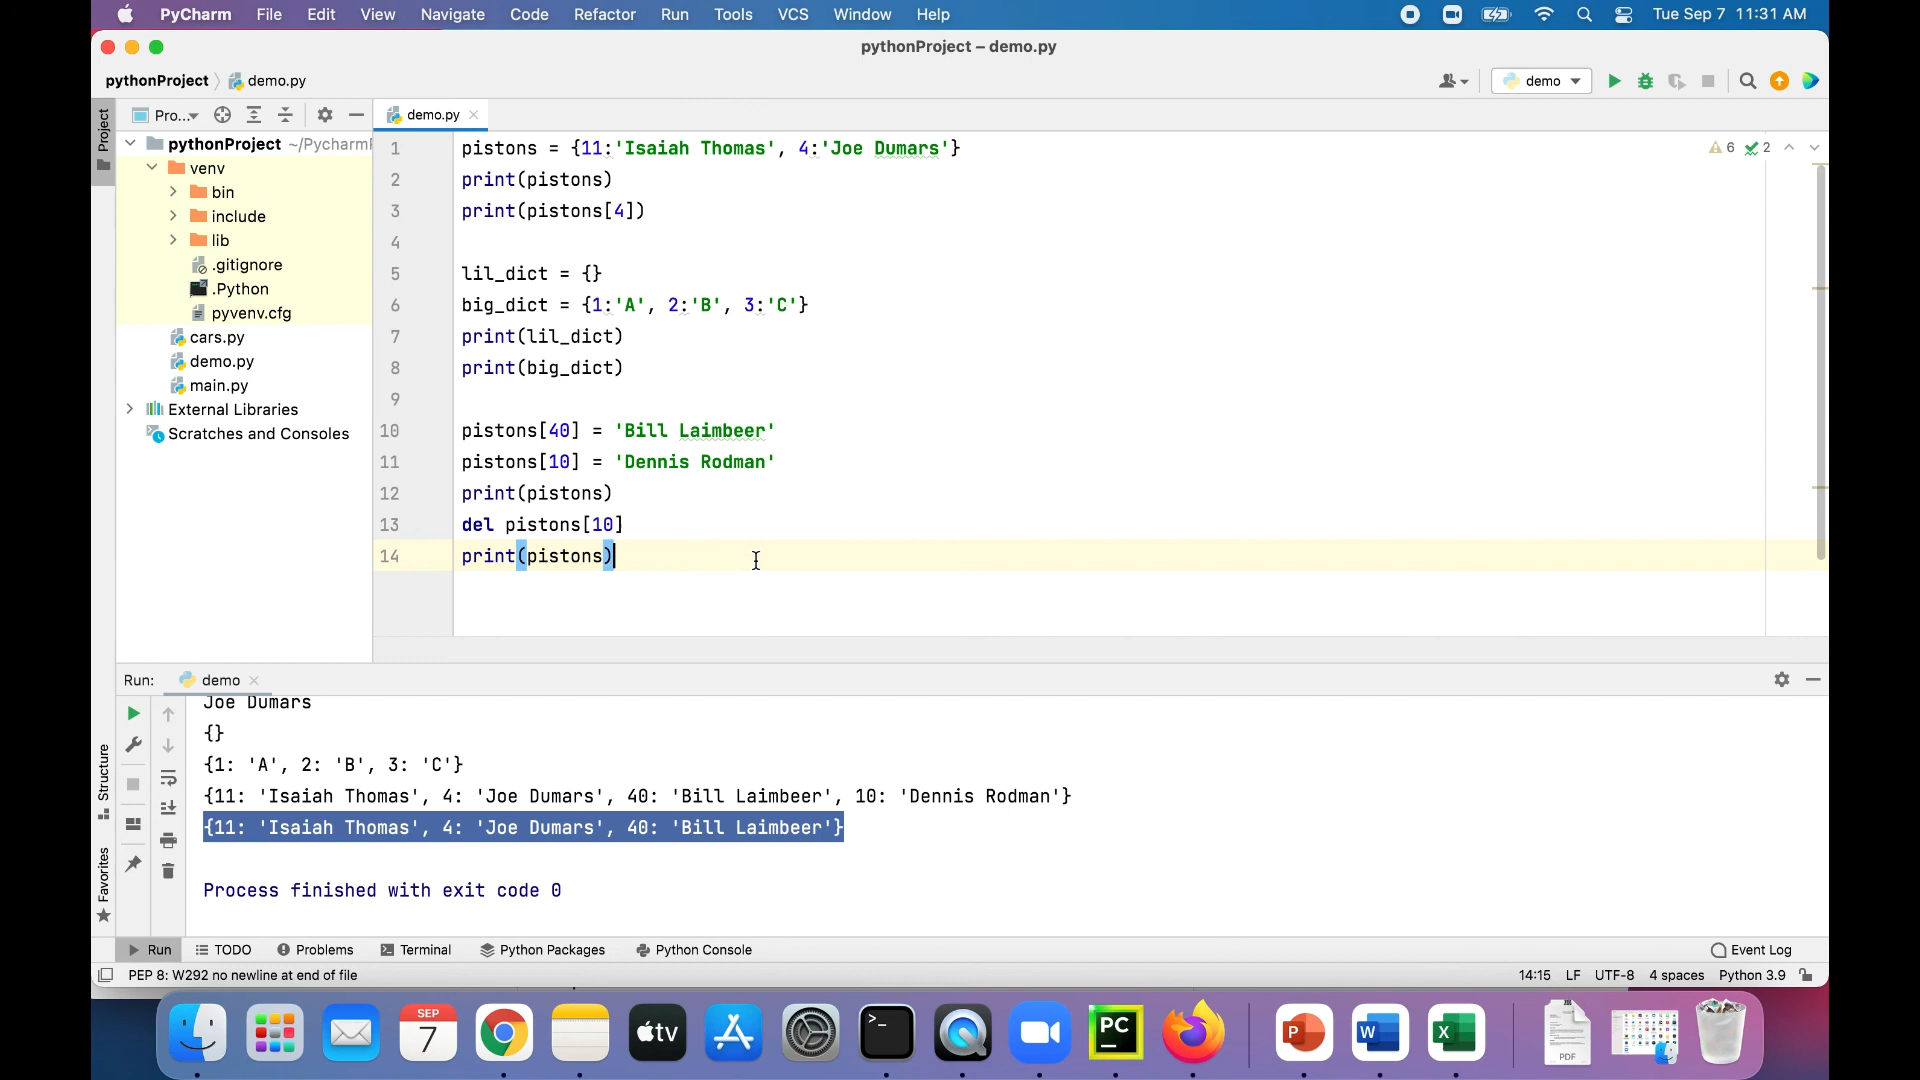 PyCharm File Edit View Navigate Code Refactor Run Tools VCS Window Help Tue Sep 7 11:31 AM
pythonProject – demo.py
pythonProject demo.py demo
Project Pro... demo.py
pythonProject ~/Pycharm
venv
bin
include
lib
.gitignore
.Python
pyvenv.cfg
cars.py
demo.py
main.py
External Libraries
Scratches and Consoles
1 pistons = {11:'Isaiah Thomas', 4:'Joe Dumars'} 6 2
2 print(pistons)
3 print(pistons[4])
4
5 lil_dict = {}
6 big_dict = {1:'A', 2:'B', 3:'C'}
7 print(lil_dict)
8 print(big_dict)
9
10 pistons[40] = 'Bill Laimbeer'
11 pistons[10] = 'Dennis Rodman'
12 print(pistons)
13 del pistons[10]
14 print(pistons)
Run: demo
Joe Dumars
{}
{1: 'A', 2: 'B', 3: 'C'}
{11: 'Isaiah Thomas', 4: 'Joe Dumars', 40: 'Bill Laimbeer', 10: 'Dennis Rodman'}
{11: 'Isaiah Thomas', 4: 'Joe Dumars', 40: 'Bill Laimbeer'}
Process finished with exit code 0
Structure
Favorites
Run TODO Problems Terminal Python Packages Python Console Event Log
PEP 8: W292 no newline at end of file 14:15 LF UTF-8 4 spaces Python 3.9
SEP
7
tv
>_
PC
P
W
X
PDF